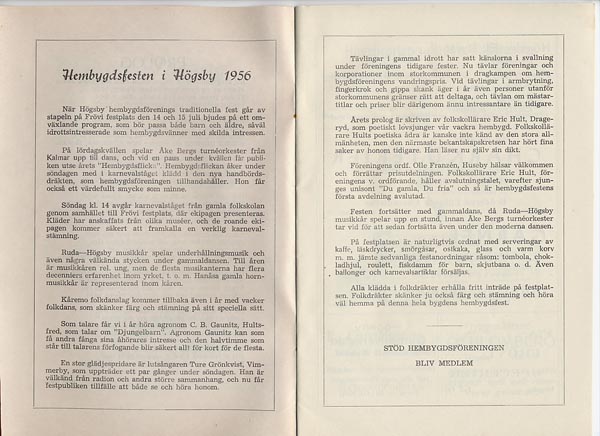 Hembygdsfesten i Högsby 1956
När Högsby hembygdsförenings traditionella fest går av
stapeln på Frövi festplats den 14 och 15 juli bjudes på ett om-
växlande program, som bör passa både barn och äldre, såväl
idrottsintresserade som hembygdsvänner med skilda intressen.
På lördagskvällen spelar Åke Bergs turnéorkester från
Kalmar upp till dans, och vid en paus under kvällen får publi-
ken utse årets "Hembygdsflicka". Hembygdsflickan åker under
söndagen med i karnevalståget klädd i den nya handbörds-
dräkten, som hembygdsföreningen tillhandahåller. Hon får
också ett värdefullt smycke som minne.
Söndag kl. 14 avgår karnevalståget från gamla folkskolan
genom samhället till Frövi festplats, där ekipagen presenteras.
Kläder har anskaffats från olika muséer, och de roande eki-
pagen kommer säkert att framkalla en verklig karneval-
stämning.
Ruda—Högsby musikkår spelar underhållningsmusik och
även några välkända stycken under gammaldansen. Till åren
är musikkåren rel. ung, men de flesta musikanterna har flera
decenniers erfarenhet inom yrket, t. o. m. Hanåsa gamla horn-
musikkår är representerad inom kåren.
Kåremo folkdanslag kommer tillbaka även i år med vacker
folkdans, som skänker färg och stämning på sitt speciella sätt.
Som talare får vi i år höra agronom C. B. Gaunitz, Hults-
fred, som talar om "Djungelbarn". Agronom Gaunitz kan som
få andra fånga sina åhörares intresse och den halvtimme som
står till talarens förfogande blir säkert allt för kort för de flesta.
En stor glädjespridare är lutsångaren Ture Grönkvist, Vim-
merby, som uppträder ett par gånger under söndagen. Han är
välkänd från radion och andra större sammanhang, och nu får
festpubliken tillfälle att både se och höra honom.
Tävlingar i gammal idrott har satt känslorna i svallning
under föreningens tidigare fester. Nu tävlar föreningar och
korporationer inom storkommunen i dragkampen om hem-
bygdsföreningens vandringspris. Vid tävlingar i armbrytning,
fingerkrok och gippa skank äger i år även personer utanför
storkommunens gränser rätt att deltaga, och tävlan om mästar-
titlar och priser blir därigenom ännu intressantare än tidigare.
Årets prolog är skriven av folkskollärare Eric Hult, Drage-
ryd, som poetiskt lovsjunger vår vackra hembygd. Folkskollä-
rare Hults poetiska ådra är kanske inte känd av den stora all-
mänheten, men den närmaste bekantskapskretsen har hört fina
saker av honom tidigare. Han läser nu själv sin dikt.
Föreningens ordf. Olle Franzén, Huseby hälsar välkommen
och förrättar prisutdelningen. Folkskollärare Eric Hult, för-
eningens v. ordförande, håller avslutningstalet, varefter sjun-
ges unisont "Du gamla, Du fria" och så är hembygdsfestens
första avdelning avslutad.
Festen fortsätter med gammaldans, då Ruda—Högsby
musikkår spelar upp en stund, innan Åke Bergs turnéorkester
tar vid för att sedan fortsätta även under den moderna dansen.
På festplatsen är naturligtvis ordnat med serveringar av
kaffe, läskdrycker, smörgåsar, ostkaka, glass och varm korv
m. m. jämte sedvanliga festanordningar såsom: tombola, chok-
ladhjul, roulett, fiskdamm för barn, skjutbana o. d. Även
ballonger och karnevalsartiklar försäljas.
Alla klädda i folkdräkter erhålla fritt inträde på festplat-
sen. Folkdräkter skänker ju också färg och stämning och höra
väl hemma på denna hela bygdens hembygdsfest.
STÖD HEMBYGDSFÖRENINGEN
BLIV MEDLEM